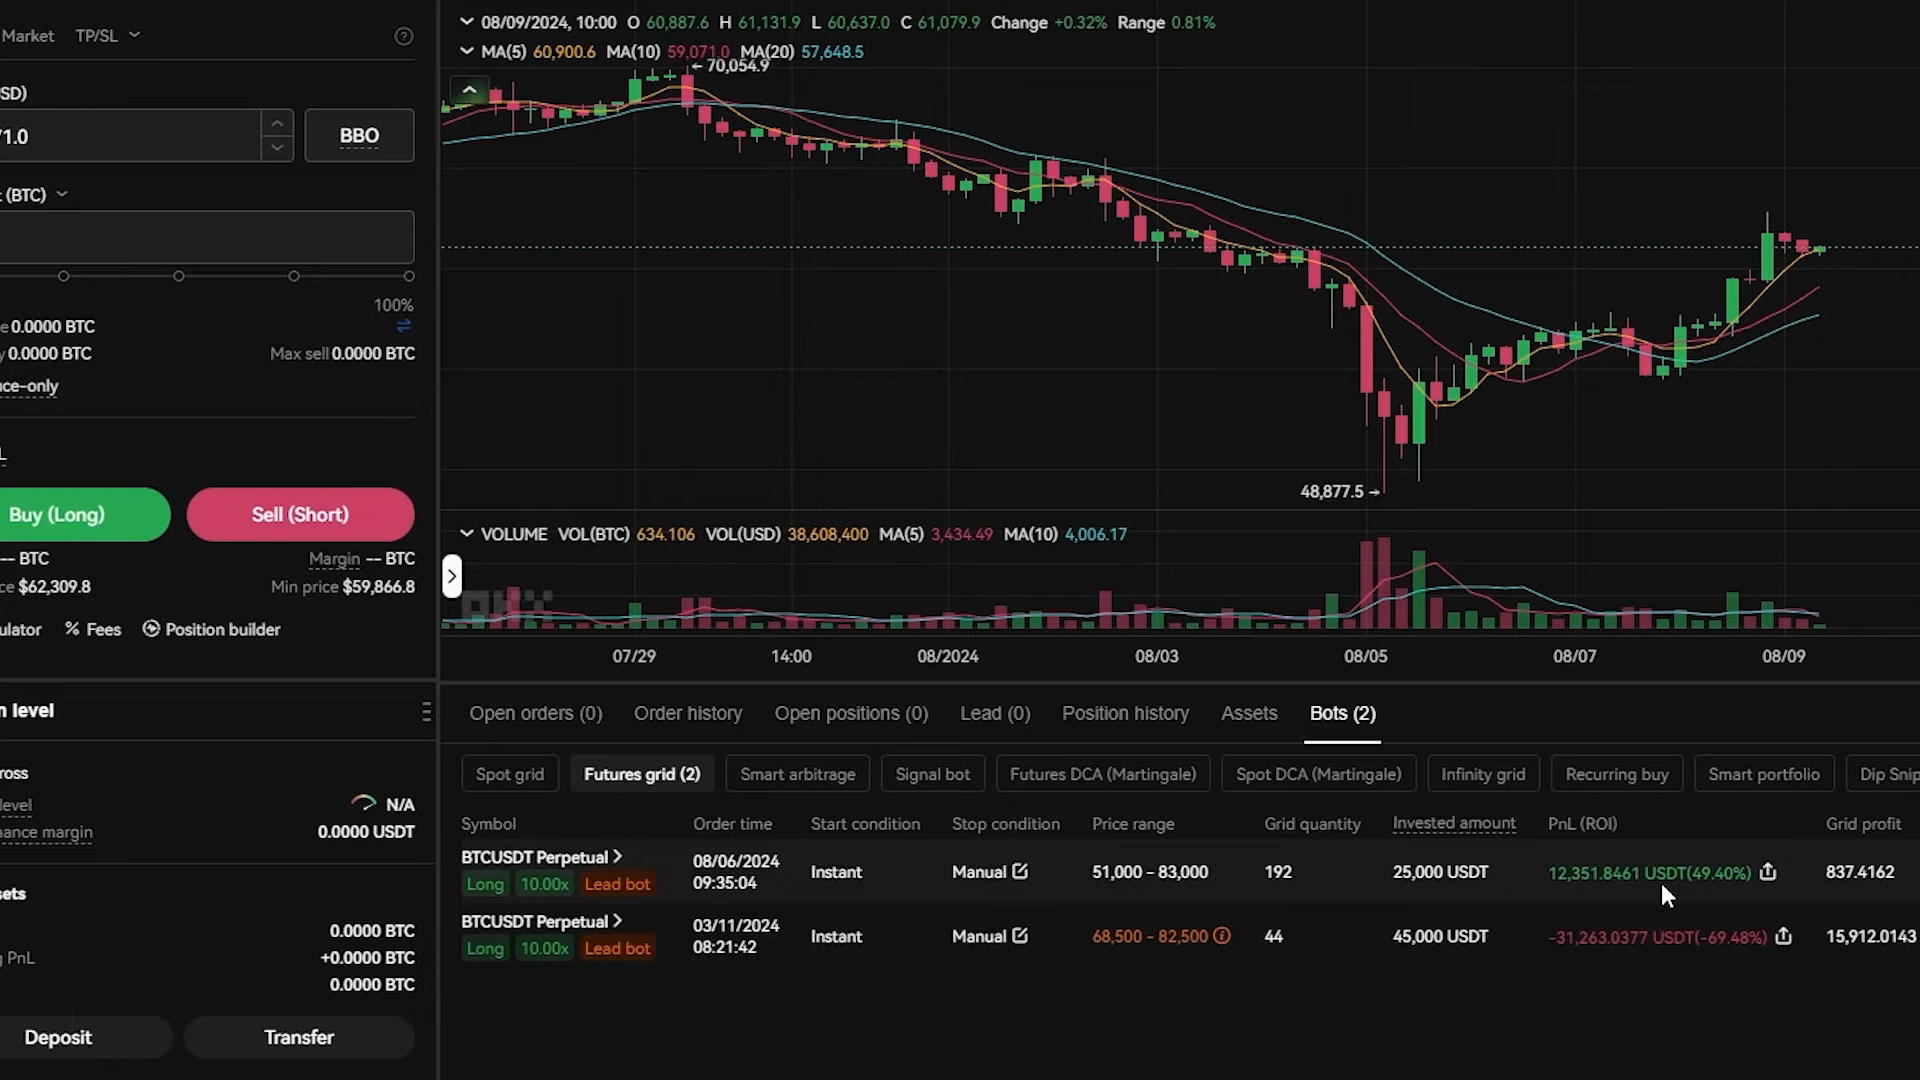 Market TP/SL
SD)
71.0 BBO
t (BTC)
100%
e 0.0000 BTC
y 0.0000 BTC Max sell 0.0000 BTC
uce-only
L
Buy (Long) Sell (Short)
-- BTC Margin -- BTC
ce $62,309.8 Min price $59,866.8
ulator % Fees Position builder
n level
ross
level N/A
nance margin 0.0000 USDT
sets
0.0000 BTC
g PnL +0.0000 BTC
0.0000 BTC
Deposit Transfer
08/09/2024, 10:00 O 60,887.6 H 61,131.9 L 60,637.0 C 61,079.9 Change +0.32% Range 0.81%
MA(5) 60,900.6 MA(10) 59,071.0 MA(20) 57,648.5
←70,054.9
48,877.5→
VOLUME VOL(BTC) 634.106 VOL(USD) 38,608,400 MA(5) 3,434.49 MA(10) 4,006.17
OKX
07/29 14:00 08/2024 08/03 08/05 08/07 08/09
Open orders (0) Order history Open positions (0) Lead (0) Position history Assets Bots (2)
Spot grid Futures grid (2) Smart arbitrage Signal bot Futures DCA (Martingale) Spot DCA (Martingale) Infinity grid Recurring buy Smart portfolio Dip Snip
Symbol Order time Start condition Stop condition Price range Grid quantity Invested amount PnL (ROI) Grid profit
BTCUSDT Perpetual > 08/06/2024 09:35:04 Instant Manual 51,000 – 83,000 192 25,000 USDT 12,351.8461 USDT(49.40%) 837.4162
Long 10.00x Lead bot
BTCUSDT Perpetual > 03/11/2024 08:21:42 Instant Manual 68,500 – 82,500 44 45,000 USDT -31,263.0377 USDT(-69.48%) 15,912.0143
Long 10.00x Lead bot